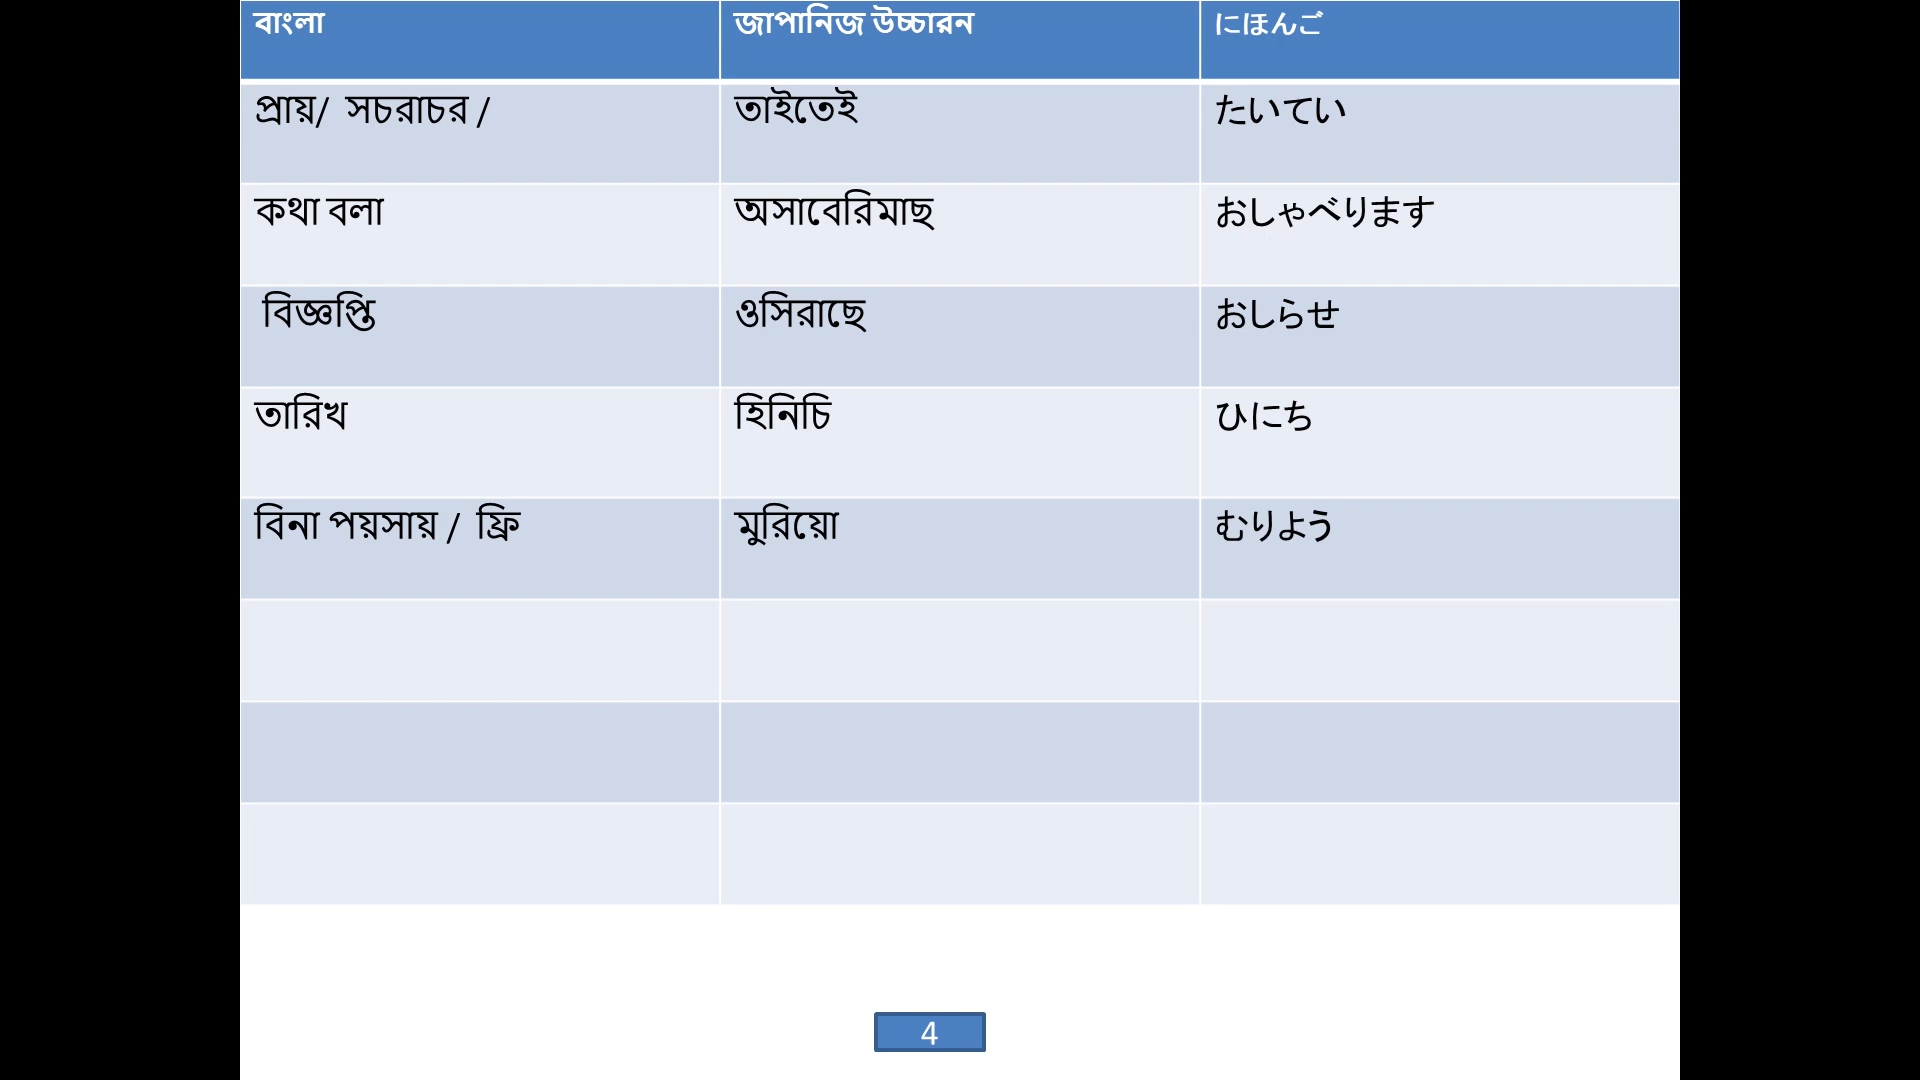 বাংলা জাপানিজ উচ্চারন にほんご
প্রায়/ সচরাচর / তাইতেই たいてい
কথা বলা অসাবেরিমাছ おしゃべります
বিজ্ঞপ্তি ওসিরাছে おしらせ
তারিখ হিনিচি ひにち
বিনা পয়সায় / ফ্রি মুরিয়ো むりよう
4